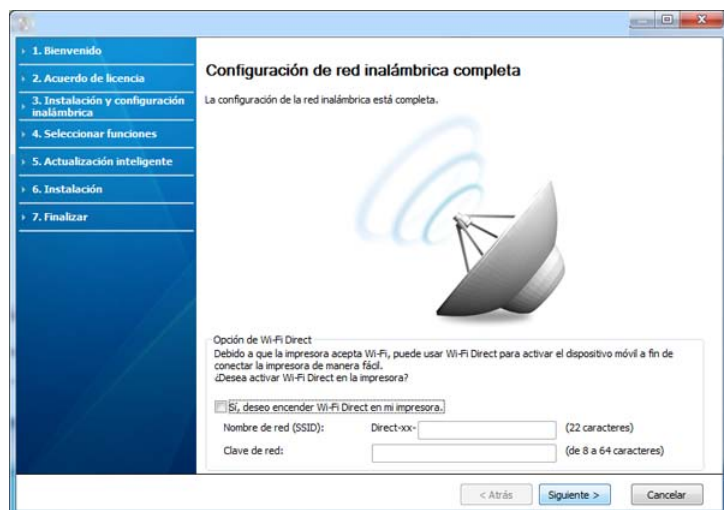 1. Bienvenido
2. Acuerdo de licencia
3. Instalación y configuración
inalámbrica
4. Seleccionar funciones
5. Actualización inteligente
6. Instalación
7. Finalizar
Configuración de red inalámbrica completa
La configuración de la red inalámbrica está completa.
Opción de Wi-Fi Direct
Debido a que la impresora acepta Wi-Fi, puede usar Wi-Fi Direct para activar el dispositivo móvil a fin de
conectar la impresora de manera fácil.
¿Desea activar Wi-Fi Direct en la impresora?
Sí, deseo encender Wi-Fi Direct en mi impresora.
Nombre de red (SSID): Direct-xx- (22 caracteres)
Clave de red: (de 8 a 64 caracteres)
< Atrás Siguiente > Cancelar